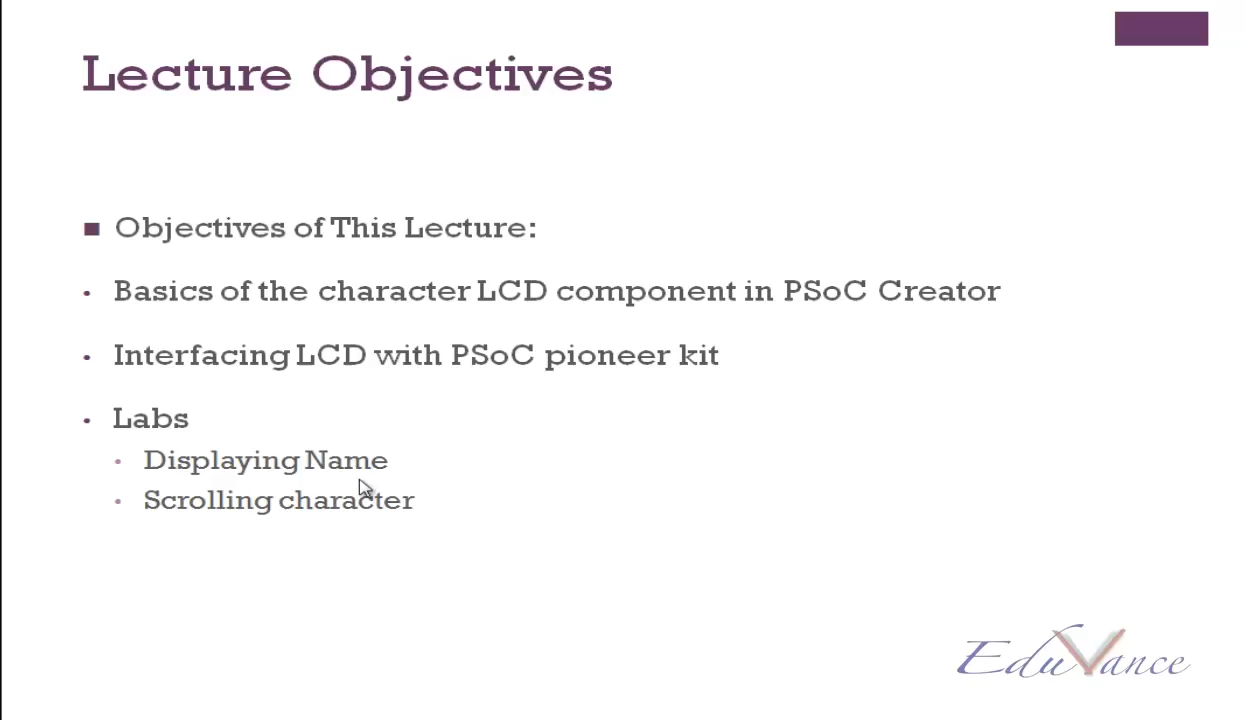 Lecture Objectives
Objectives of This Lecture:
Basics of the character LCD component in PSoC Creator
Interfacing LCD with PSoC pioneer kit
Labs
Displaying Name
Scrolling character
EduVance